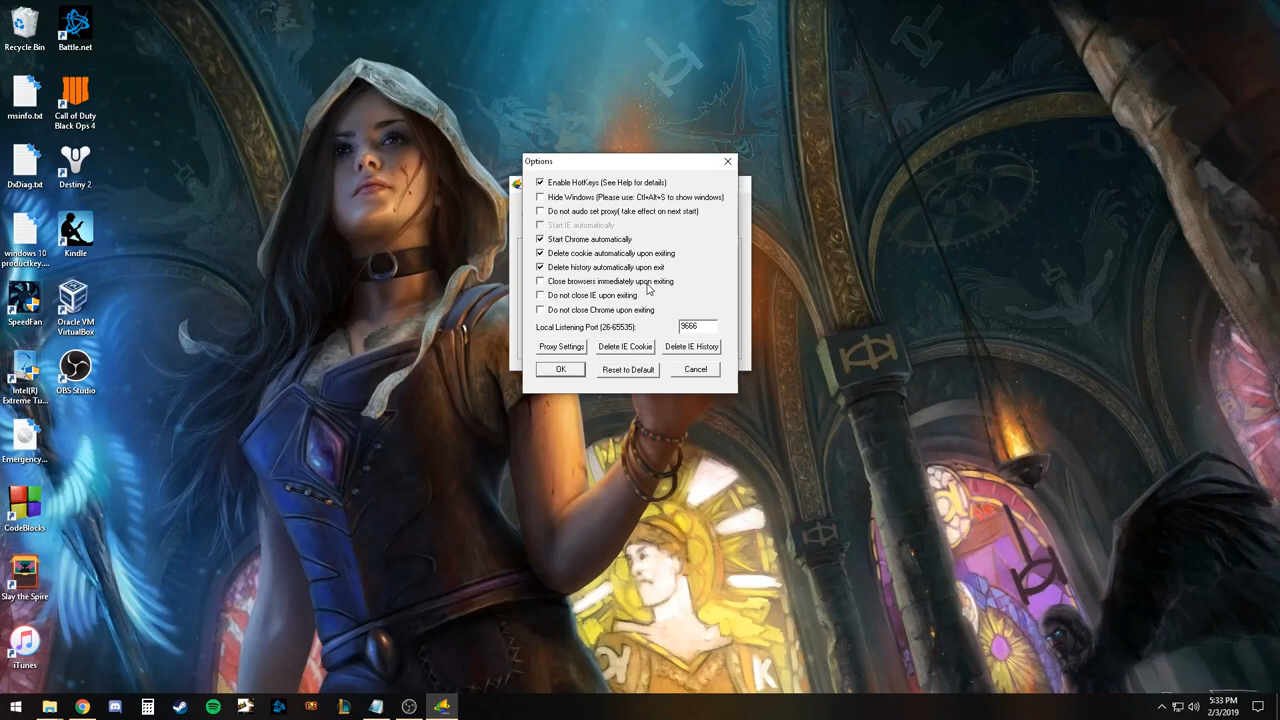 Recycle Bin
Battle.net
msinfo.txt
Call of Duty
Black Ops 4
DxDiag.txt
Destiny 2
windows 10
productkey....
Kindle
SpeedFan
Oracle VM
VirtualBox
Intel(R)
Extreme Tu...
OBS Studio
Emergency...
CodeBlocks
Slay the Spire
iTunes
Options
Enable HotKeys (See Help for details)
Hide Windows (Please use: Ctl+Alt+S to show windows)
Do not audo set proxy( take effect on next start)
Start IE automatically
Start Chrome automatically
Delete cookie automatically upon exiting
Delete history automatically upon exit
Close browsers immediately upon exiting
Do not close IE upon exiting
Do not close Chrome upon exiting
Local Listening Port (26-65535):
9666
Proxy Settings
Delete IE Cookie
Delete IE History
OK
Reset to Default
Cancel
K
5:33 PM
2/3/2019